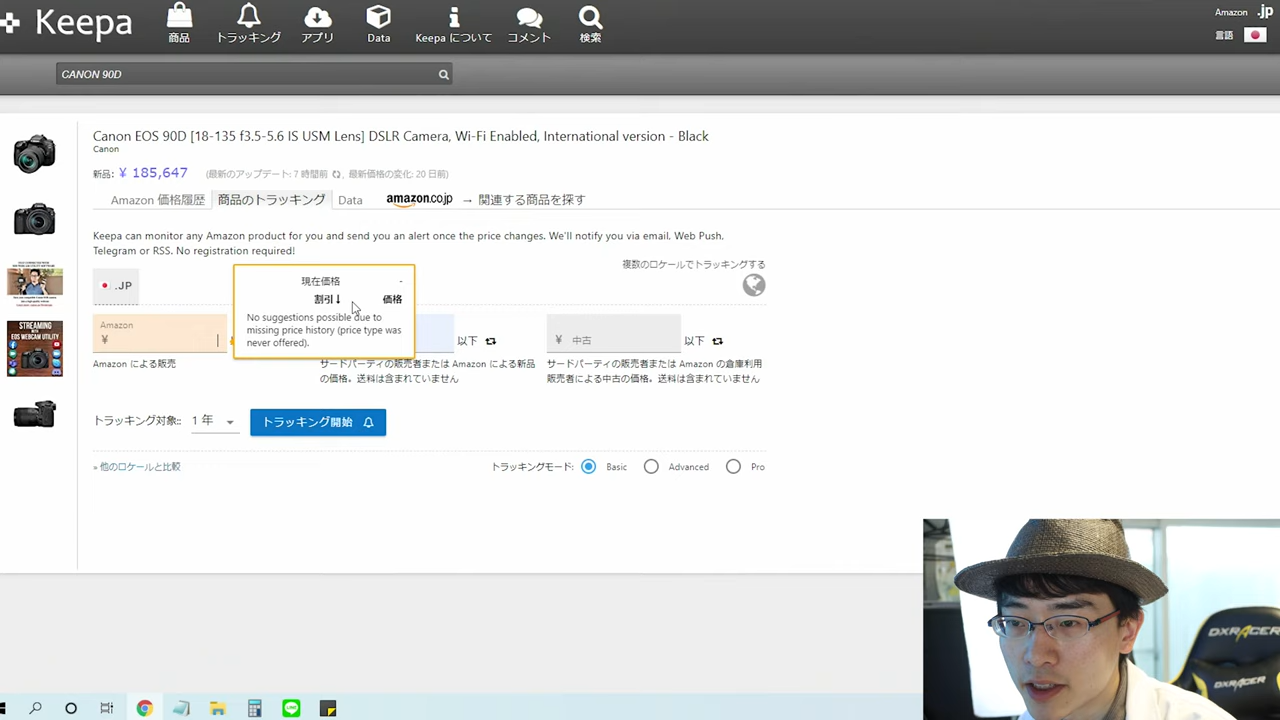 Keepa
商品
トラッキング
アプリ
Data
Keepa について
コメント
検索
Amazon .jp
言語
CANON 90D
Canon EOS 90D [18-135 f3.5-5.6 IS USM Lens] DSLR Camera, Wi-Fi Enabled, International version - Black
Canon
新品: ¥ 185,647 (最新のアップデート: 7 時間前 , 最新価格の変化: 20 日前)
Amazon 価格履歴
商品のトラッキング
Data
amazon.co.jp → 関連する商品を探す
Keepa can monitor any Amazon product for you and send you an alert once the price changes. We'll notify you via email, Web Push,
Telegram or RSS. No registration required!
複数のロケールでトラッキングする
.JP
現在価格 -
割引↓ 価格
No suggestions possible due to
missing price history (price type was
never offered).
Amazon
¥
以下
¥ 中古
以下
Amazon による販売
サードパーティの販売者または Amazon による新品
の価格。送料は含まれていません
サードパーティの販売者または Amazon の倉庫利用
販売者による中古の価格。送料は含まれていません
トラッキング対象:: 1 年
トラッキング開始
» 他のロケールと比較
トラッキングモード: Basic Advanced Pro
STREAMING
EOS WEBCAM UTILITY
DXRACER
DXRACER
LINE